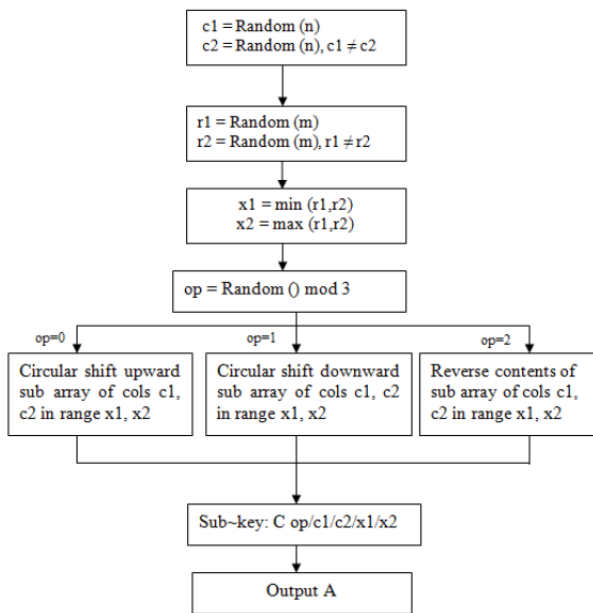 c1 = Random (n)
c2 = Random (n), c1 ≠ c2
r1 = Random (m)
r2 = Random (m), r1 ≠ r2
x1 = min (r1,r2)
x2 = max (r1,r2)
op = Random () mod 3
op=0
op=1
op=2
Circular shift upward
sub array of cols c1,
c2 in range x1, x2
Circular shift downward
sub array of cols c1, c2
in range x1, x2
Reverse contents of
sub array of cols c1,
c2 in range x1, x2
Sub~key: C op/c1/c2/x1/x2
Output A